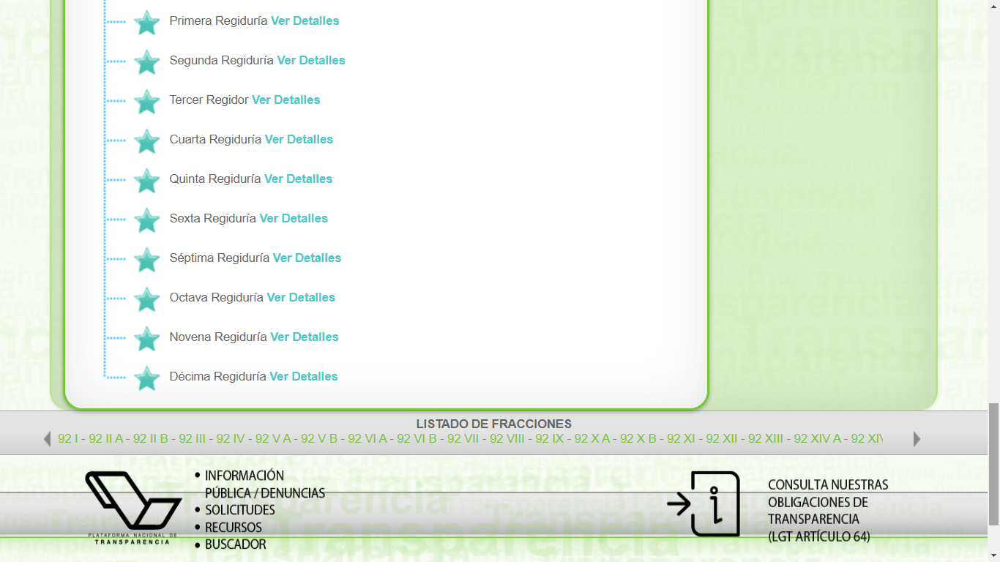 Primera Regiduría Ver Detalles
Segunda Regiduría Ver Detalles
Tercer Regidor Ver Detalles
Cuarta Regiduría Ver Detalles
Quinta Regiduría Ver Detalles
Sexta Regiduría Ver Detalles
Séptima Regiduría Ver Detalles
Octava Regiduría Ver Detalles
Novena Regiduría Ver Detalles
Décima Regiduría Ver Detalles
LISTADO DE FRACCIONES
92 I - 92 II A - 92 II B - 92 III - 92 IV - 92 V A - 92 V B - 92 VI A - 92 VI B - 92 VII - 92 VIII - 92 IX - 92 X A - 92 X B - 92 XI - 92 XII - 92 XIII - 92 XIV A - 92 XIV
PLATAFORMA NACIONAL DE
TRANSPARENCIA
• INFORMACIÓN
PÚBLICA / DENUNCIAS
• SOLICITUDES
• RECURSOS
• BUSCADOR
CONSULTA NUESTRAS
OBLIGACIONES DE
TRANSPARENCIA
(LGT ARTÍCULO 64)